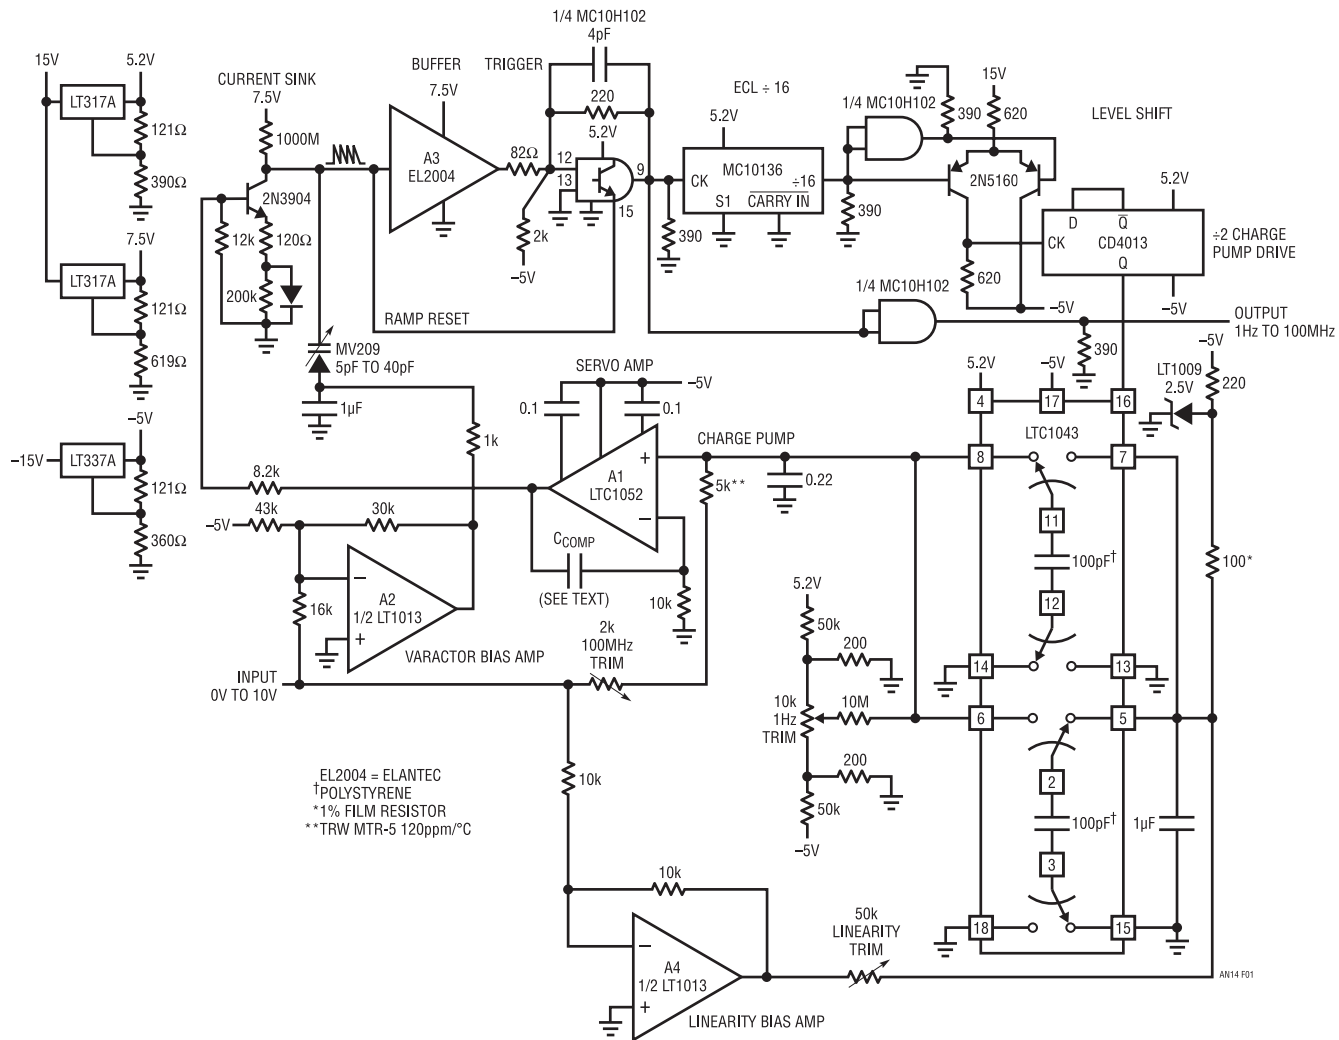 1/4 MC10H102
4pF
15V
5.2V
CURRENT SINK
7.5V
BUFFER
7.5V
TRIGGER
220
ECL ÷ 16
5.2V
1/4 MC10H102
390
15V
620
LEVEL SHIFT
LT317A
121Ω
390Ω
1000M
A3
EL2004
82Ω
5.2V
12
13
9
15
MC10136
CK
÷16
S1
CARRY IN
2N5160
5.2V
D
Q
CD4013
CK
Q
÷2 CHARGE
PUMP DRIVE
2N3904
7.5V
12k
120Ω
200k
2k
–5V
390
390
620
–5V
–5V
LT317A
121Ω
619Ω
RAMP RESET
1/4 MC10H102
OUTPUT
1Hz TO 100MHz
390
MV209
5pF TO 40pF
1µF
SERVO AMP
–5V
0.1
0.1
5.2V
–5V
LT1009
2.5V
–5V
220
4
17
16
–5V
–15V
LT337A
121Ω
360Ω
1k
8.2k
–5V
43k
30k
A1
LTC1052
+
–
CHARGE PUMP
5k**
0.22
LTC1043
8
7
11
100pF†
12
100*
CCOMP
(SEE TEXT)
10k
16k
–
A2
1/2 LT1013
+
VARACTOR BIAS AMP
INPUT
0V TO 10V
2k
100MHz
TRIM
5.2V
50k
200
10k
1Hz
TRIM
10M
200
50k
–5V
14
13
6
5
2
100pF†
3
1µF
18
15
EL2004 = ELANTEC
†POLYSTYRENE
*1% FILM RESISTOR
**TRW MTR-5 120ppm/°C
10k
10k
–
A4
1/2 LT1013
+
LINEARITY BIAS AMP
50k
LINEARITY
TRIM
AN14 F01